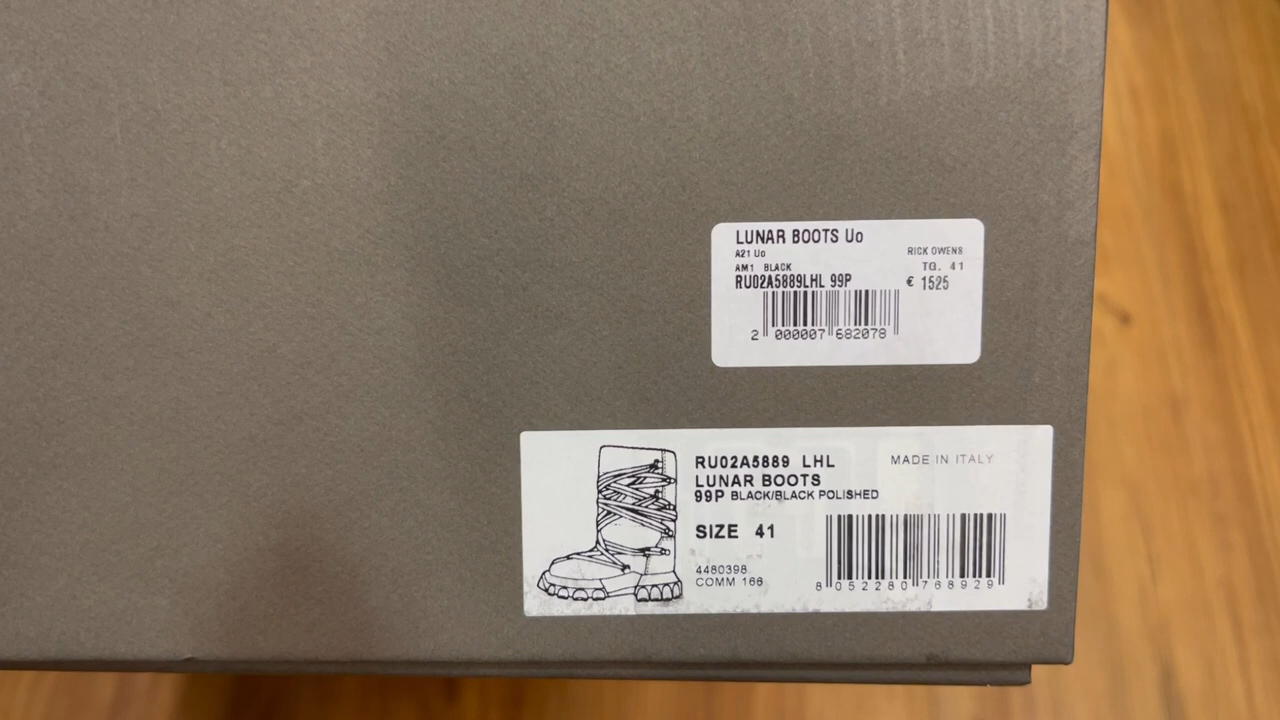 LUNAR BOOTS Uo
A21 Uo
RICK OWENS
AM1 BLACK
TG. 41
RU02A5889LHL 99P
€ 1525
2 000007 682078
RU02A5889 LHL
MADE IN ITALY
LUNAR BOOTS
99P BLACK/BLACK POLISHED
SIZE 41
4480398
COMM 166
8 052280 768929